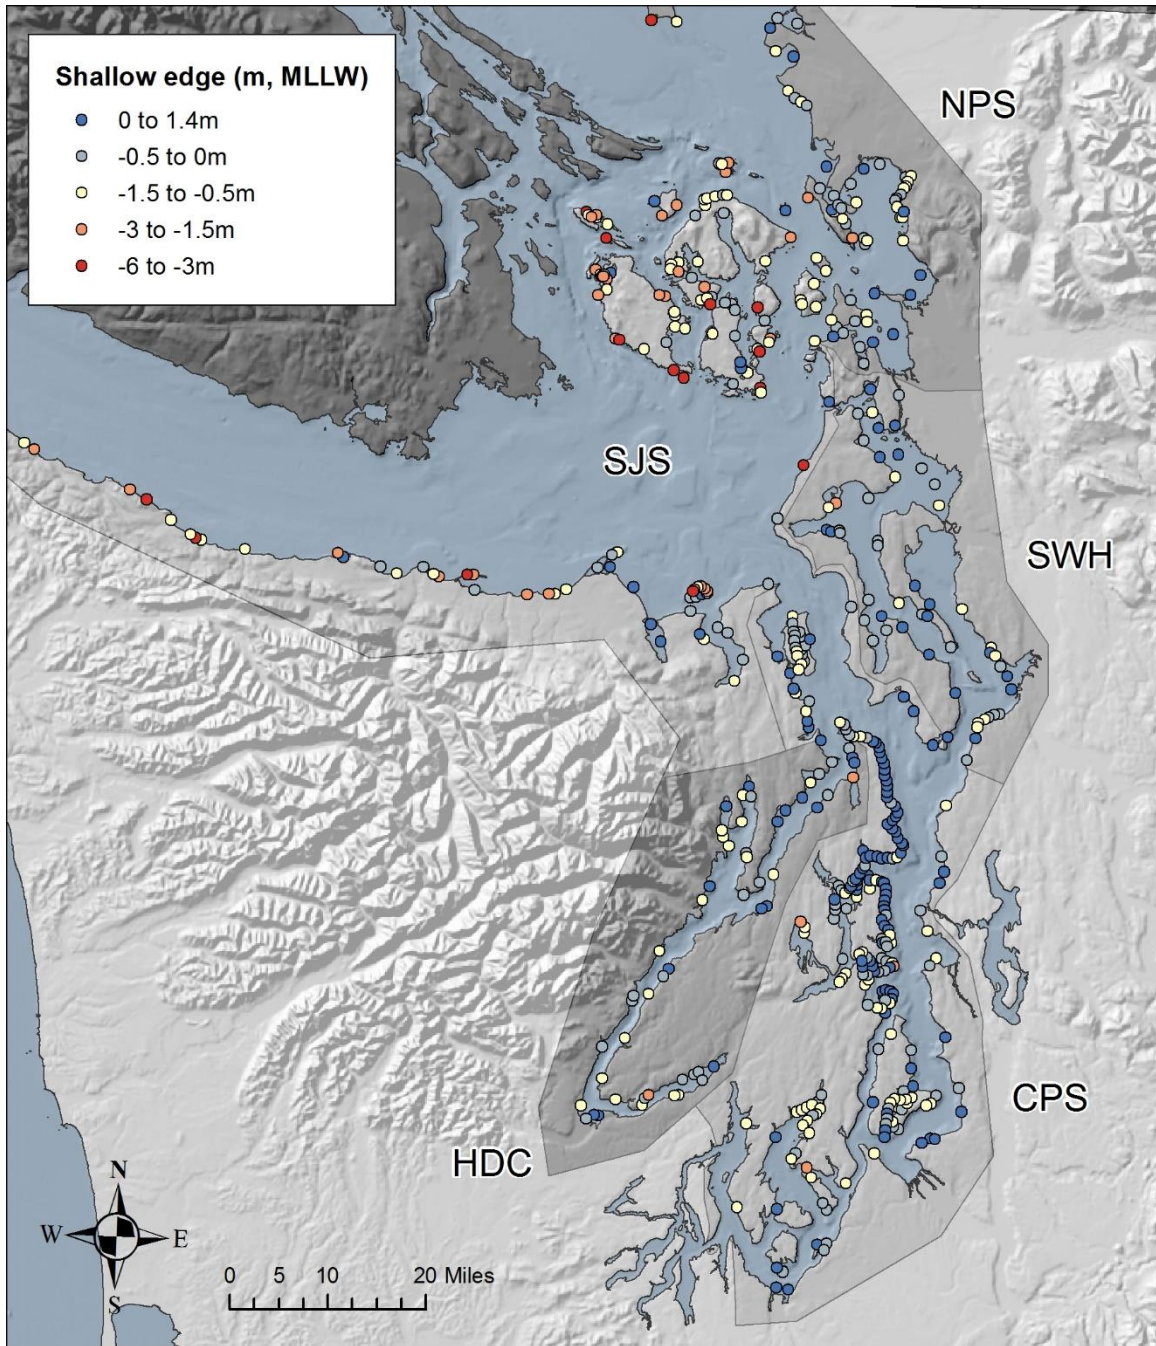 Shallow edge (m, MLLW)
0 to 1.4m
-0.5 to 0m
-1.5 to -0.5m
-3 to -1.5m
-6 to -3m
NPS
SJS
SWH
CPS
HDC
N
W E
S
0 5 10 20 Miles